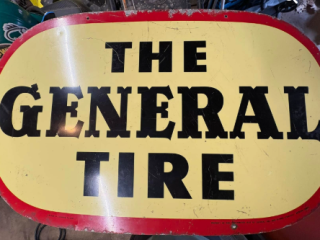 THE
GENERAL
TIRE